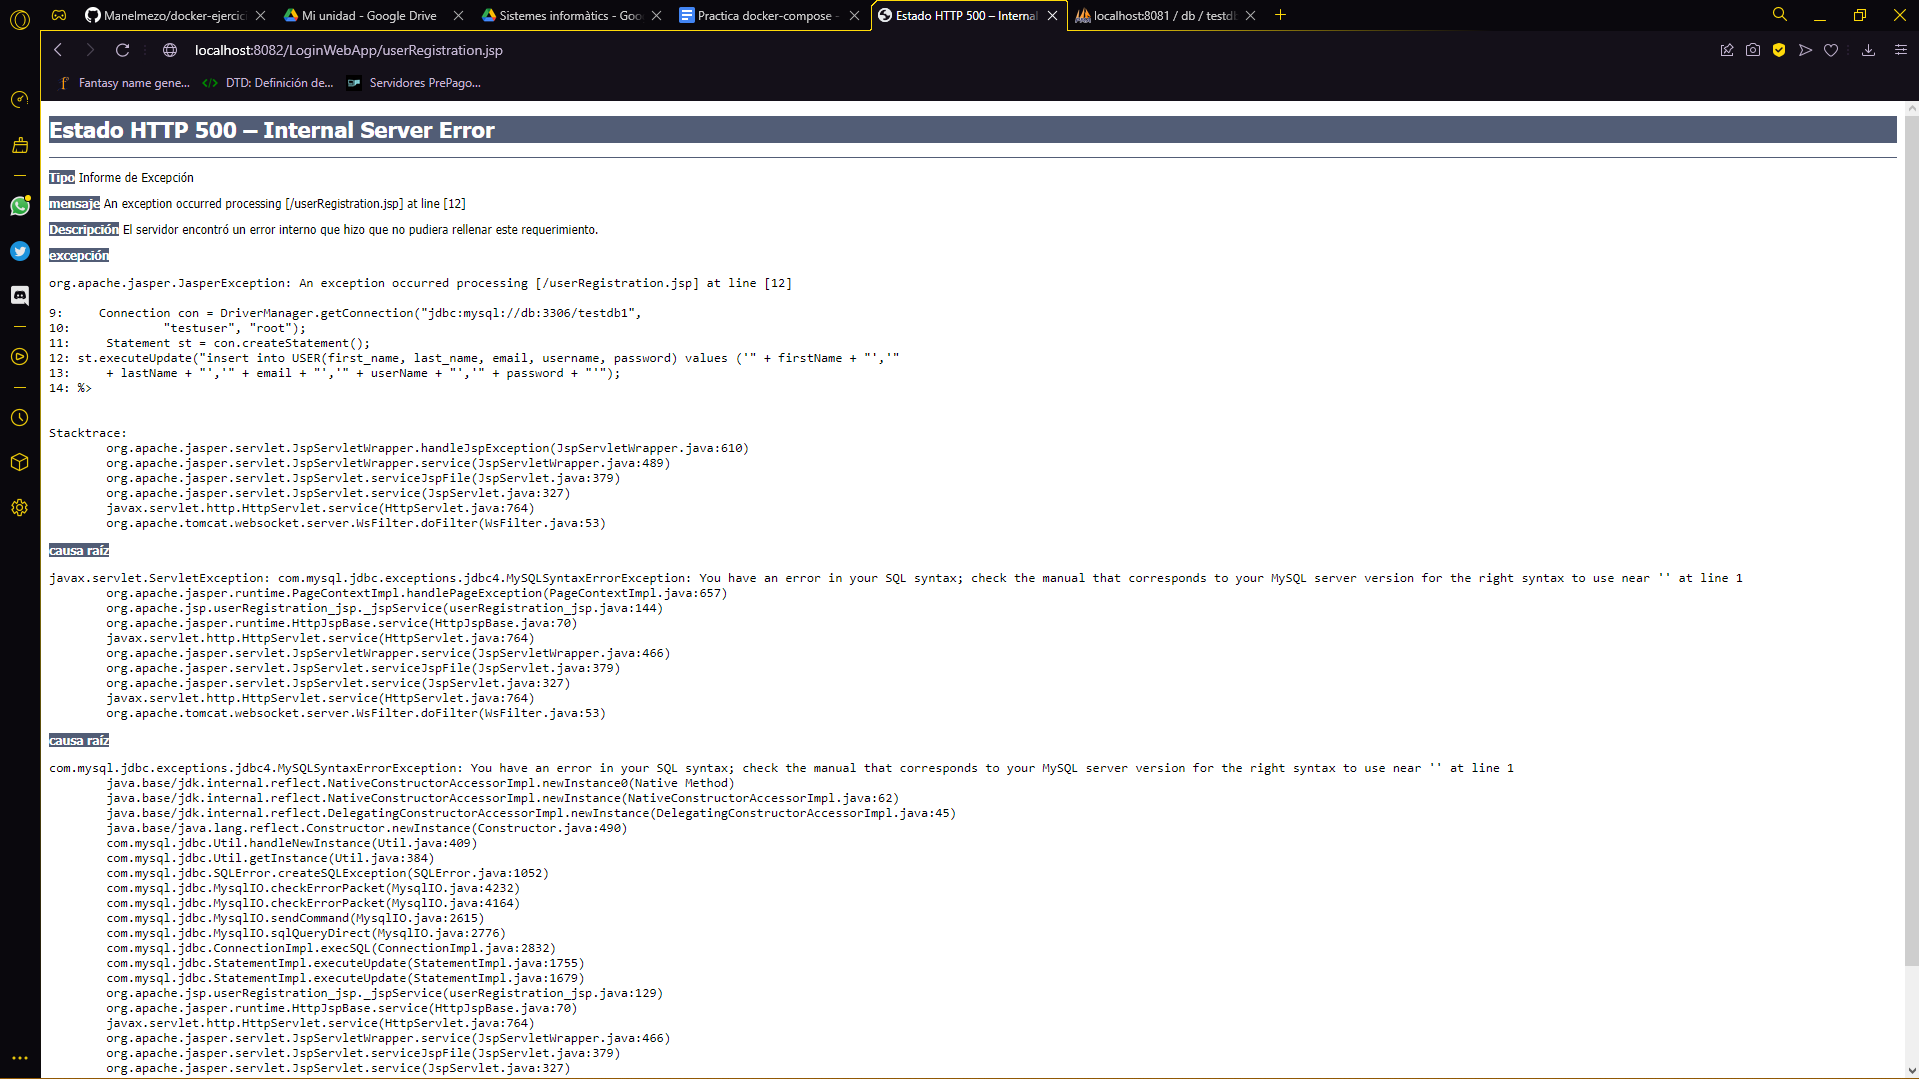 Manelmezo/docker-ejercici
Mi unidad - Google Drive
Sistemes informàtics - Goo
Practica docker-compose -
Estado HTTP 500 – Internal
localhost:8081 / db / testdb
localhost:8082/LoginWebApp/userRegistration.jsp
Fantasy name gene...
DTD: Definición de...
Servidores PrePago...
Estado HTTP 500 – Internal Server Error
Tipo Informe de Excepción
mensaje An exception occurred processing [/userRegistration.jsp] at line [12]
Descripción El servidor encontró un error interno que hizo que no pudiera rellenar este requerimiento.
excepción
org.apache.jasper.JasperException: An exception occurred processing [/userRegistration.jsp] at line [12]
9:     Connection con = DriverManager.getConnection("jdbc:mysql://db:3306/testdb1",
10:             "testuser", "root");
11:     Statement st = con.createStatement();
12: st.executeUpdate("insert into USER(first_name, last_name, email, username, password) values ('" + firstName + "','"
13:     + lastName + "','" + email + "','" + userName + "','" + password + "'");
14: %>
Stacktrace:
org.apache.jasper.servlet.JspServletWrapper.handleJspException(JspServletWrapper.java:610)
org.apache.jasper.servlet.JspServletWrapper.service(JspServletWrapper.java:489)
org.apache.jasper.servlet.JspServlet.serviceJspFile(JspServlet.java:379)
org.apache.jasper.servlet.JspServlet.service(JspServlet.java:327)
javax.servlet.http.HttpServlet.service(HttpServlet.java:764)
org.apache.tomcat.websocket.server.WsFilter.doFilter(WsFilter.java:53)
causa raíz
javax.servlet.ServletException: com.mysql.jdbc.exceptions.jdbc4.MySQLSyntaxErrorException: You have an error in your SQL syntax; check the manual that corresponds to your MySQL server version for the right syntax to use near '' at line 1
org.apache.jasper.runtime.PageContextImpl.handlePageException(PageContextImpl.java:657)
org.apache.jsp.userRegistration_jsp._jspService(userRegistration_jsp.java:144)
org.apache.jasper.runtime.HttpJspBase.service(HttpJspBase.java:70)
javax.servlet.http.HttpServlet.service(HttpServlet.java:764)
org.apache.jasper.servlet.JspServletWrapper.service(JspServletWrapper.java:466)
org.apache.jasper.servlet.JspServlet.serviceJspFile(JspServlet.java:379)
org.apache.jasper.servlet.JspServlet.service(JspServlet.java:327)
javax.servlet.http.HttpServlet.service(HttpServlet.java:764)
org.apache.tomcat.websocket.server.WsFilter.doFilter(WsFilter.java:53)
causa raíz
com.mysql.jdbc.exceptions.jdbc4.MySQLSyntaxErrorException: You have an error in your SQL syntax; check the manual that corresponds to your MySQL server version for the right syntax to use near '' at line 1
java.base/jdk.internal.reflect.NativeConstructorAccessorImpl.newInstance0(Native Method)
java.base/jdk.internal.reflect.NativeConstructorAccessorImpl.newInstance(NativeConstructorAccessorImpl.java:62)
java.base/jdk.internal.reflect.DelegatingConstructorAccessorImpl.newInstance(DelegatingConstructorAccessorImpl.java:45)
java.base/java.lang.reflect.Constructor.newInstance(Constructor.java:490)
com.mysql.jdbc.Util.handleNewInstance(Util.java:409)
com.mysql.jdbc.Util.getInstance(Util.java:384)
com.mysql.jdbc.SQLError.createSQLException(SQLError.java:1052)
com.mysql.jdbc.MysqlIO.checkErrorPacket(MysqlIO.java:4232)
com.mysql.jdbc.MysqlIO.checkErrorPacket(MysqlIO.java:4164)
com.mysql.jdbc.MysqlIO.sendCommand(MysqlIO.java:2615)
com.mysql.jdbc.MysqlIO.sqlQueryDirect(MysqlIO.java:2776)
com.mysql.jdbc.ConnectionImpl.execSQL(ConnectionImpl.java:2832)
com.mysql.jdbc.StatementImpl.executeUpdate(StatementImpl.java:1755)
com.mysql.jdbc.StatementImpl.executeUpdate(StatementImpl.java:1679)
org.apache.jsp.userRegistration_jsp._jspService(userRegistration_jsp.java:129)
org.apache.jasper.runtime.HttpJspBase.service(HttpJspBase.java:70)
javax.servlet.http.HttpServlet.service(HttpServlet.java:764)
org.apache.jasper.servlet.JspServletWrapper.service(JspServletWrapper.java:466)
org.apache.jasper.servlet.JspServlet.serviceJspFile(JspServlet.java:379)
org.apache.jasper.servlet.JspServlet.service(JspServlet.java:327)